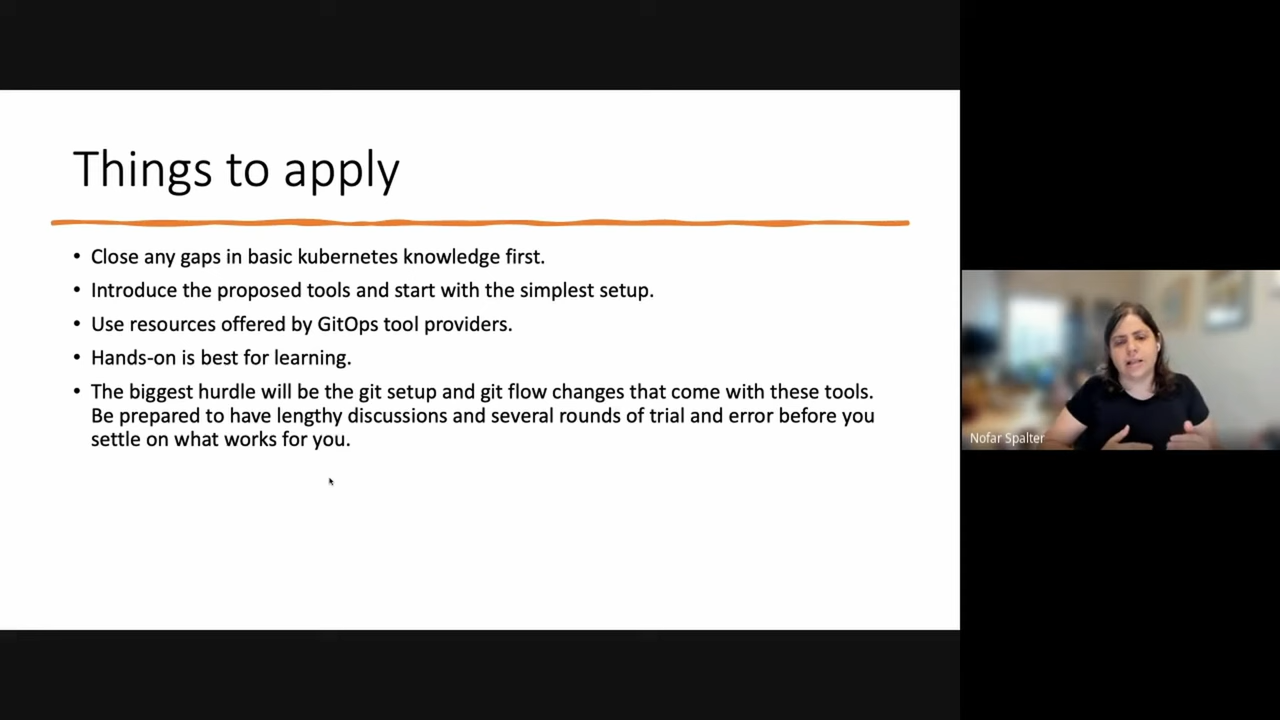 Things to apply
• Close any gaps in basic kubernetes knowledge first.
• Introduce the proposed tools and start with the simplest setup.
• Use resources offered by GitOps tool providers.
• Hands-on is best for learning.
• The biggest hurdle will be the git setup and git flow changes that come with these tools.
Be prepared to have lengthy discussions and several rounds of trial and error before you
settle on what works for you.
Nofar Spalter